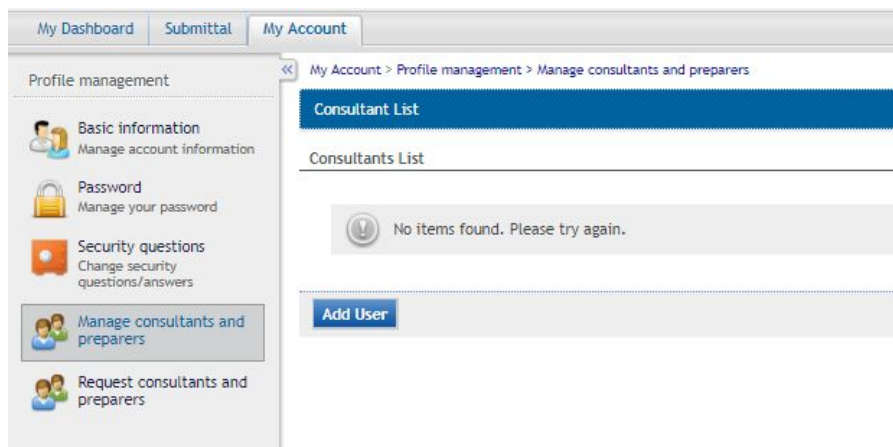 My Dashboard Submittal My Account
Profile management
Basic information
Manage account information
Password
Manage your password
Security questions
Change security
questions/answers
Manage consultants and
preparers
Request consultants and
preparers
My Account > Profile management > Manage consultants and preparers
Consultant List
Consultants List
No items found. Please try again.
Add User